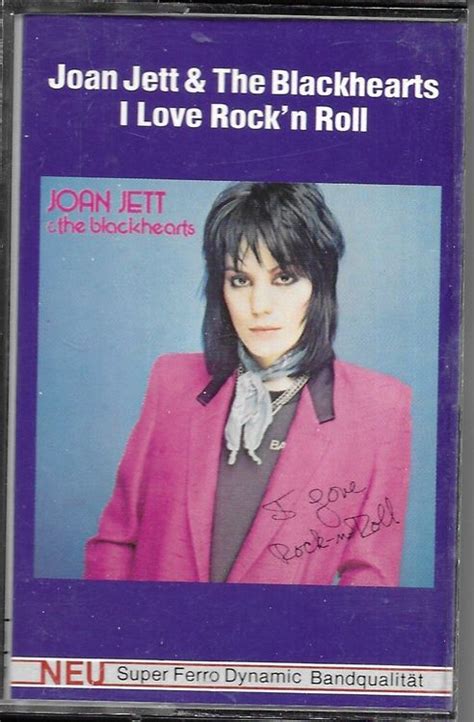 Joan Jett & The Blackhearts
I Love Rock'n Roll
JOAN JETT
& the blackhearts
BA
I Love
Rock-n-Roll
NEU Super Ferro Dynamic Bandqualität